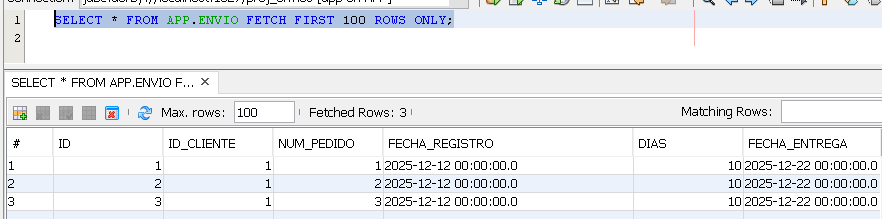 1 SELECT * FROM APP.ENVIO FETCH FIRST 100 ROWS ONLY;
2
SELECT * FROM APP.ENVIO F... ×
Max. rows: 100 Fetched Rows: 3 Matching Rows:
# ID ID_CLIENTE NUM_PEDIDO FECHA_REGISTRO DIAS FECHA_ENTREGA
1 1 1 1 2025-12-12 00:00:00.0 10 2025-12-22 00:00:00.0
2 2 1 2 2025-12-12 00:00:00.0 10 2025-12-22 00:00:00.0
3 3 1 3 2025-12-12 00:00:00.0 10 2025-12-22 00:00:00.0